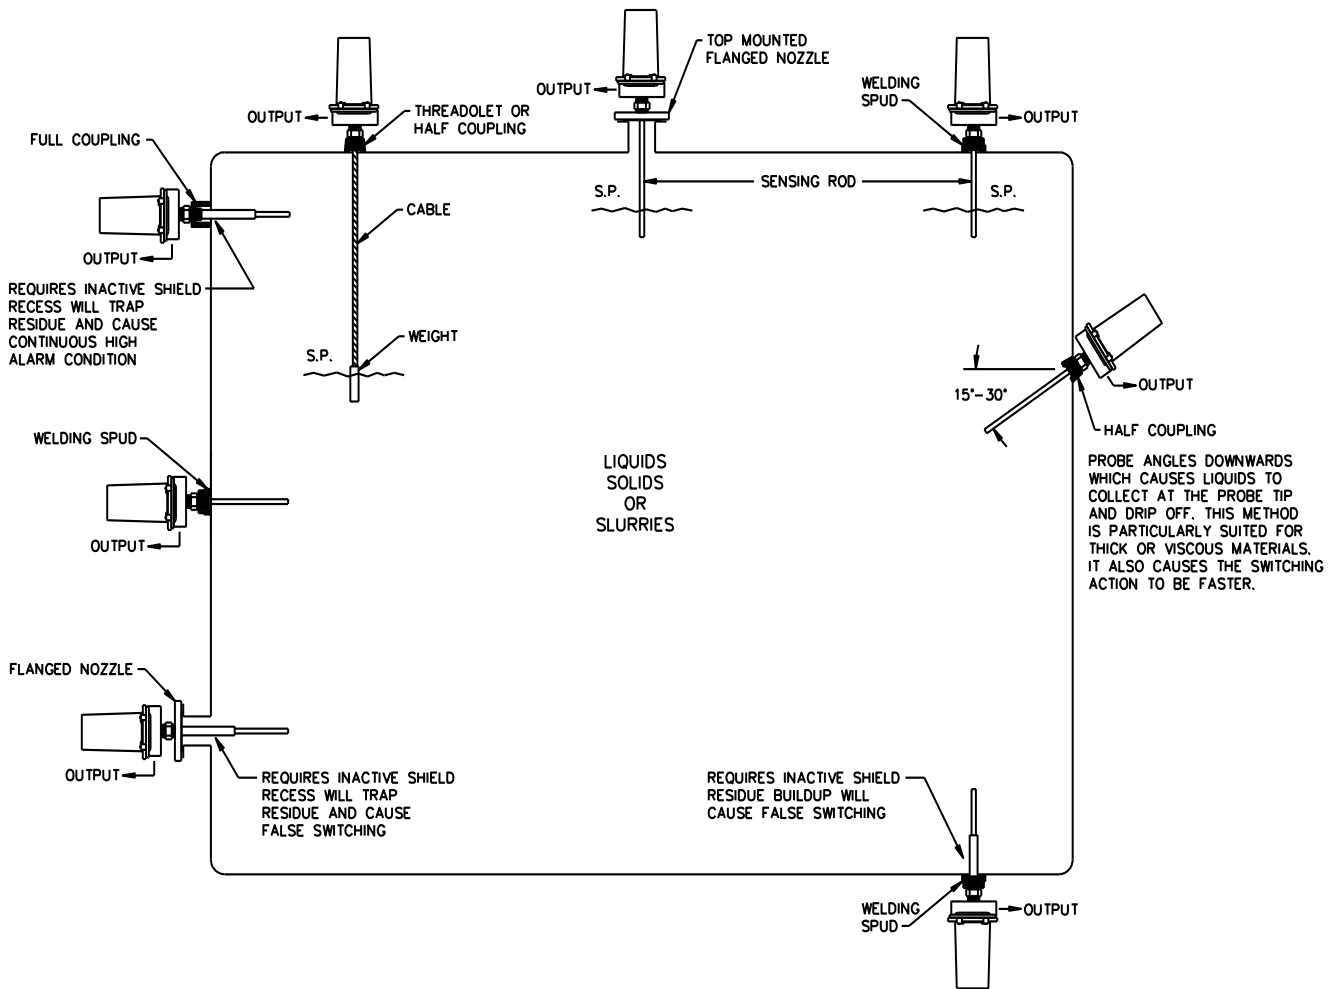 TOP MOUNTED
FLANGED NOZZLE
OUTPUT
WELDING
SPUD
OUTPUT
THREADOLET OR
HALF COUPLING
OUTPUT
FULL COUPLING
S.P.
SENSING ROD
S.P.
CABLE
OUTPUT
REQUIRES INACTIVE SHIELD
RECESS WILL TRAP
RESIDUE AND CAUSE
CONTINUOUS HIGH
ALARM CONDITION
WEIGHT
S.P.
15°-30°
OUTPUT
HALF COUPLING
PROBE ANGLES DOWNWARDS
WHICH CAUSES LIQUIDS TO
COLLECT AT THE PROBE TIP
AND DRIP OFF. THIS METHOD
IS PARTICULARLY SUITED FOR
THICK OR VISCOUS MATERIALS.
IT ALSO CAUSES THE SWITCHING
ACTION TO BE FASTER.
WELDING SPUD
LIQUIDS
SOLIDS
OR
SLURRIES
OUTPUT
FLANGED NOZZLE
OUTPUT
REQUIRES INACTIVE SHIELD
RECESS WILL TRAP
RESIDUE AND CAUSE
FALSE SWITCHING
REQUIRES INACTIVE SHIELD
RESIDUE BUILDUP WILL
CAUSE FALSE SWITCHING
WELDING
SPUD
OUTPUT